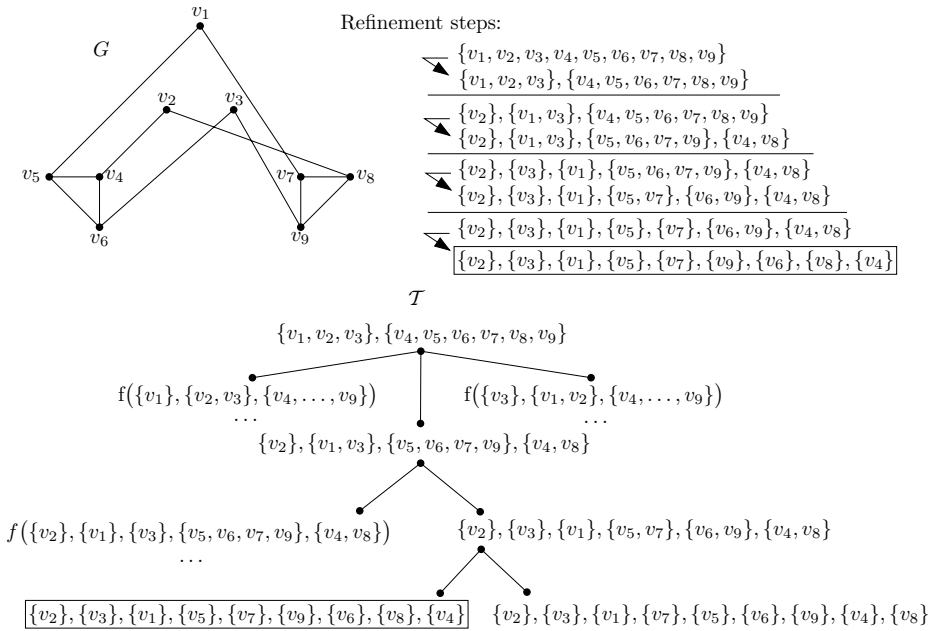 G
v1
v2
v3
v5
v4
v6
v7
v8
v9
Refinement steps:
{v1, v2, v3, v4, v5, v6, v7, v8, v9}
{v1, v2, v3}, {v4, v5, v6, v7, v8, v9}
{v2}, {v1, v3}, {v4, v5, v6, v7, v8, v9}
{v2}, {v1, v3}, {v5, v6, v7, v9}, {v4, v8}
{v2}, {v3}, {v1}, {v5, v6, v7, v9}, {v4, v8}
{v2}, {v3}, {v1}, {v5, v7}, {v6, v9}, {v4, v8}
{v2}, {v3}, {v1}, {v5}, {v7}, {v6, v9}, {v4, v8}
{v2}, {v3}, {v1}, {v5}, {v7}, {v9}, {v6}, {v8}, {v4}
𝒯
{v1, v2, v3}, {v4, v5, v6, v7, v8, v9}
f({v1}, {v2, v3}, {v4, ..., v9})
...
f({v3}, {v1, v2}, {v4, ..., v9})
...
{v2}, {v1, v3}, {v5, v6, v7, v9}, {v4, v8}
f({v2}, {v1}, {v3}, {v5, v6, v7, v9}, {v4, v8})
...
{v2}, {v3}, {v1}, {v5, v7}, {v6, v9}, {v4, v8}
{v2}, {v3}, {v1}, {v5}, {v7}, {v9}, {v6}, {v8}, {v4}
{v2}, {v3}, {v1}, {v7}, {v5}, {v6}, {v9}, {v4}, {v8}